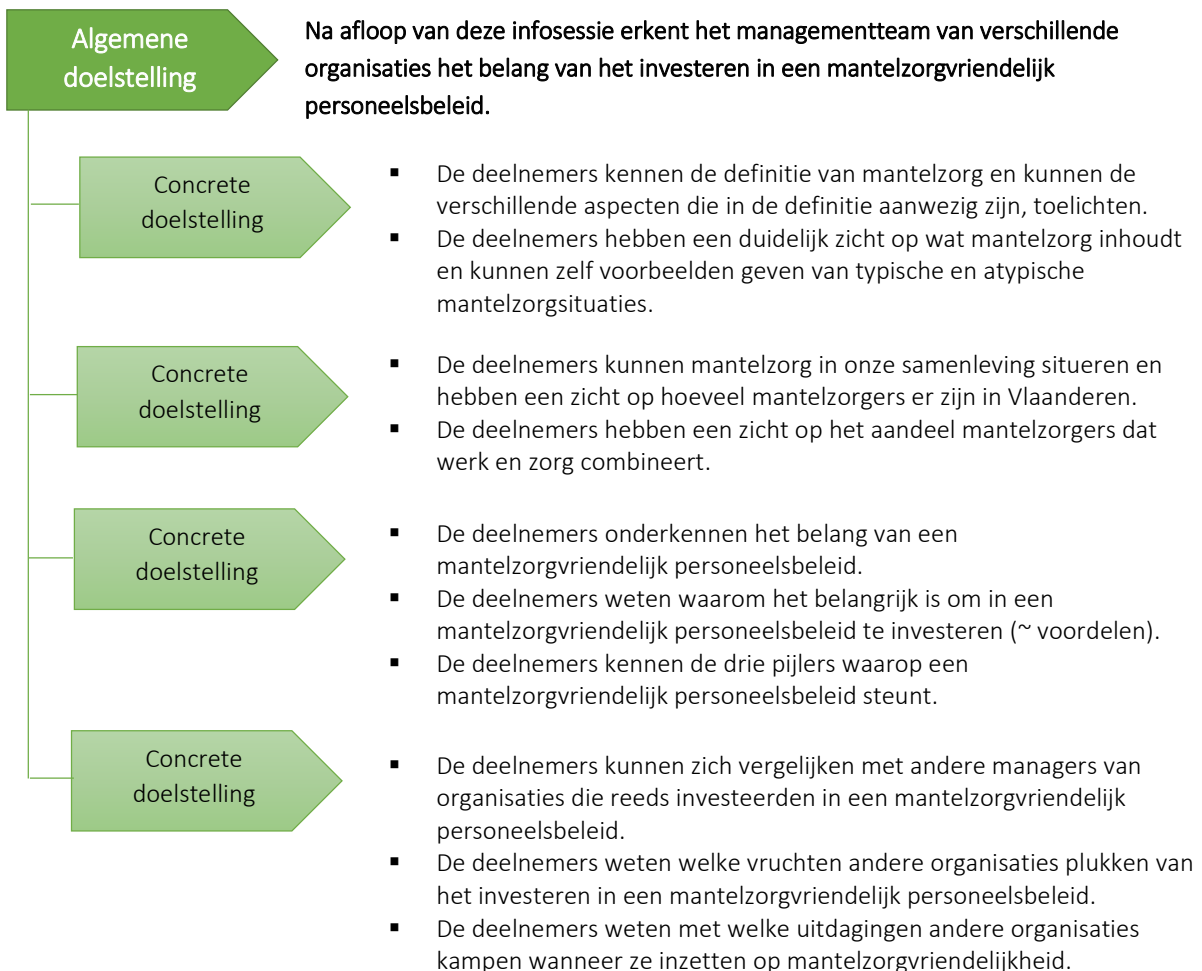 Algemene
doelstelling
Na afloop van deze infosessie erkent het managementteam van verschillende
organisaties het belang van het investeren in een mantelzorgvriendelijk
personeelsbeleid.
Concrete
doelstelling
▪ De deelnemers kennen de definitie van mantelzorg en kunnen de
verschillende aspecten die in de definitie aanwezig zijn, toelichten.
▪ De deelnemers hebben een duidelijk zicht op wat mantelzorg inhoudt
en kunnen zelf voorbeelden geven van typische en atypische
mantelzorgsituaties.
Concrete
doelstelling
▪ De deelnemers kunnen mantelzorg in onze samenleving situeren en
hebben een zicht op hoeveel mantelzorgers er zijn in Vlaanderen.
▪ De deelnemers hebben een zicht op het aandeel mantelzorgers dat
werk en zorg combineert.
Concrete
doelstelling
▪ De deelnemers onderkennen het belang van een
mantelzorgvriendelijk personeelsbeleid.
▪ De deelnemers weten waarom het belangrijk is om in een
mantelzorgvriendelijk personeelsbeleid te investeren (~ voordelen).
▪ De deelnemers kennen de drie pijlers waarop een
mantelzorgvriendelijk personeelsbeleid steunt.
Concrete
doelstelling
▪ De deelnemers kunnen zich vergelijken met andere managers van
organisaties die reeds investeerden in een mantelzorgvriendelijk
personeelsbeleid.
▪ De deelnemers weten welke vruchten andere organisaties plukken van
het investeren in een mantelzorgvriendelijk personeelsbeleid.
▪ De deelnemers weten met welke uitdagingen andere organisaties
kampen wanneer ze inzetten op mantelzorgvriendelijkheid.